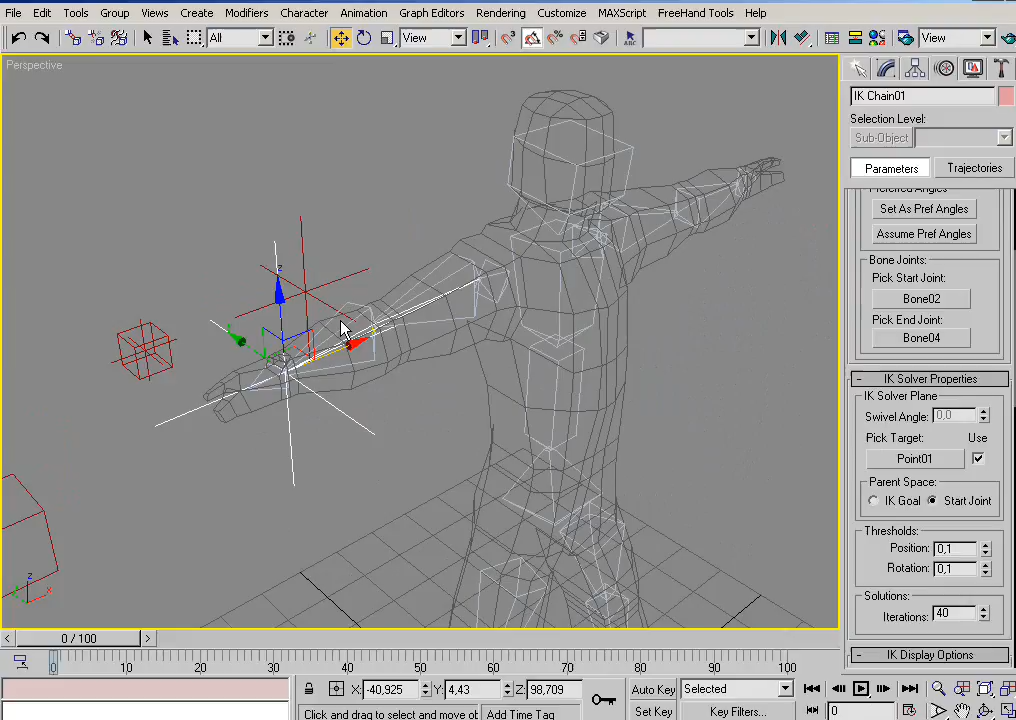 File Edit Tools Group Views Create Modifiers Character Animation Graph Editors Rendering Customize MAXScript FreeHand Tools Help
All View View
Perspective
IK Chain01
Selection Level:
Sub-Object
Parameters Trajectories
Preferred Angles
Set As Pref Angles
Assume Pref Angles
Bone Joints:
Pick Start Joint:
Bone02
Pick End Joint:
Bone04
- IK Solver Properties
IK Solver Plane
Swivel Angle: 0,0
Pick Target: Use
Point01
Parent Space:
IK Goal Start Joint
Thresholds:
Position: 0,1
Rotation: 0,1
Solutions:
Iterations: 40
- IK Display Options
z
z
x
< 0 / 100 >
0 10 20 30 40 50 60 70 80 90 100
X: -40,925 Y: 4,43 Z: 98,709 Auto Key Selected
Click and drag to select and move ob Add Time Tag Set Key Key Filters... 0